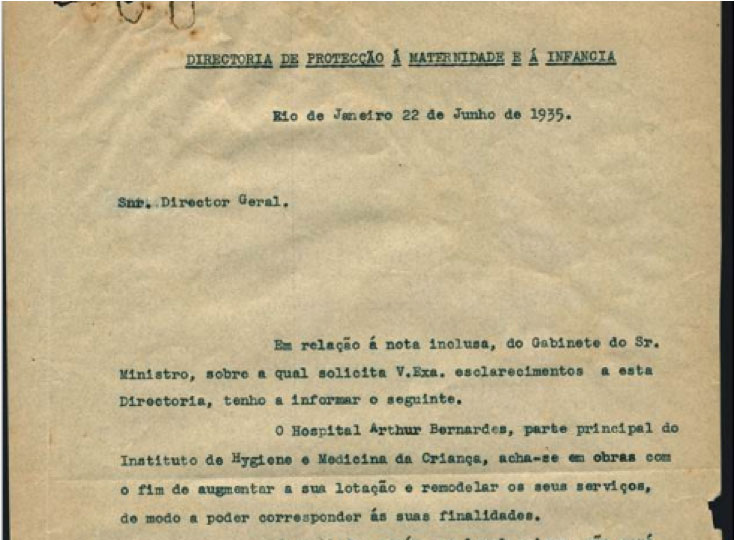 DIRECTORIA DE PROTECÇÃO Á MATERNIDADE E Á INFANCIA
Rio de Janeiro 22 de Junho de 1935.
Snr. Director Geral.
Em relação á nota inclusa, do Gabinete do Sr.
Ministro, sobre a qual solicita V.Exa. esclarecimentos a esta
Directoria, tenho a informar o seguinte.
O Hospital Arthur Bernardes, parte principal do
Instituto de Hygiene e Medicina da Criança, acha-se em obras com
o fim de augmentar a sua lotação e remodelar os seus serviços,
de modo a poder corresponder ás suas finalidades.